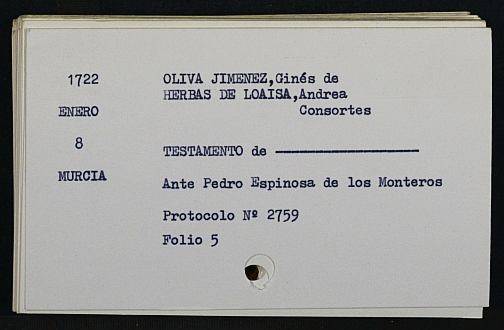 1722
ENERO
8
MURCIA
OLIVA JIMENEZ,Ginés de
HERBAS DE LOAISA,Andrea
Consortes
TESTAMENTO de ————————————
Ante Pedro Espinosa de los Monteros
Protocolo Nº 2759
Folio 5